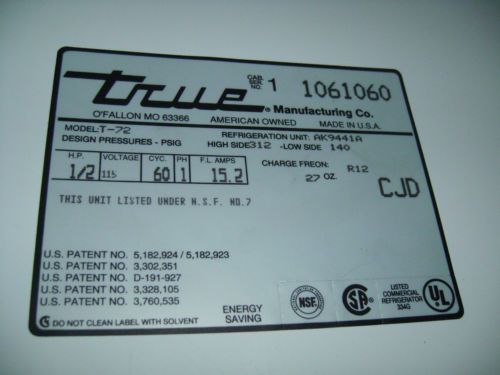 true ® Manufacturing Co.
CAB. SER. NO. 1 1061060
O'FALLON MO 63366 AMERICAN OWNED MADE IN U.S.A.
MODEL: T-72 REFRIGERATION UNIT: AK9441A
DESIGN PRESSURES - PSIG HIGH SIDE 312 -LOW SIDE 140
H.P. VOLTAGE CYC. PH F.L. AMPS CHARGE FREON: R12
1/2 115 60 1 15.2 27 OZ.
CJD
THIS UNIT LISTED UNDER N.S.F. NO.7
U.S. PATENT NO. 5,182,924 / 5,182,923
U.S. PATENT NO. 3,302,351
U.S. PATENT NO. D-191-927
U.S. PATENT NO. 3,328,105
U.S. PATENT NO. 3,760,535
ENERGY SAVING
DO NOT CLEAN LABEL WITH SOLVENT
NSF
SA
LISTED COMMERCIAL REFRIGERATOR 334G
UL